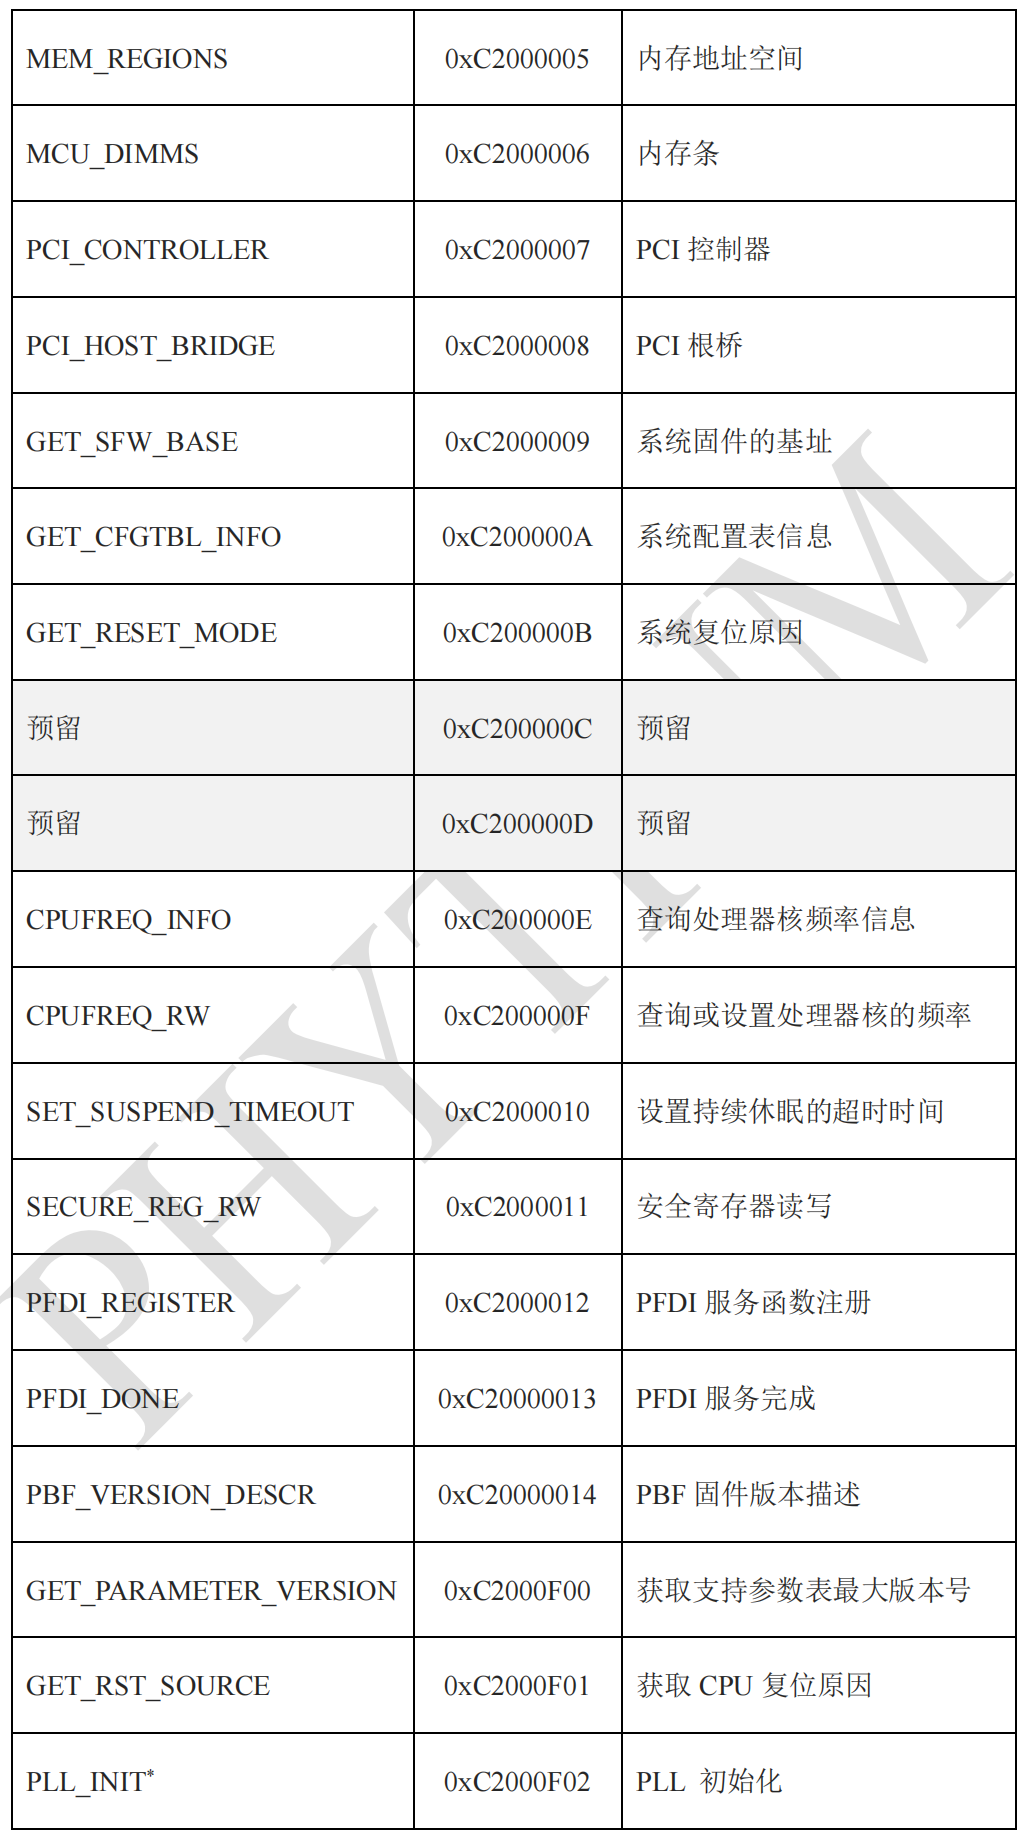 MEM_REGIONS 0xC2000005 内存地址空间
MCU_DIMMS 0xC2000006 内存条
PCI_CONTROLLER 0xC2000007 PCI 控制器
PCI_HOST_BRIDGE 0xC2000008 PCI 根桥
GET_SFW_BASE 0xC2000009 系统固件的基址
GET_CFGTBL_INFO 0xC200000A 系统配置表信息
GET_RESET_MODE 0xC200000B 系统复位原因
预留 0xC200000C 预留
预留 0xC200000D 预留
CPUFREQ_INFO 0xC200000E 查询处理器核频率信息
CPUFREQ_RW 0xC200000F 查询或设置处理器核的频率
SET_SUSPEND_TIMEOUT 0xC2000010 设置持续休眠的超时时间
SECURE_REG_RW 0xC2000011 安全寄存器读写
PFDI_REGISTER 0xC2000012 PFDI 服务函数注册
PFDI_DONE 0xC20000013 PFDI 服务完成
PBF_VERSION_DESCR 0xC20000014 PBF 固件版本描述
GET_PARAMETER_VERSION 0xC2000F00 获取支持参数表最大版本号
GET_RST_SOURCE 0xC2000F01 获取 CPU 复位原因
PLL_INIT* 0xC2000F02 PLL 初始化
PHYTIUM